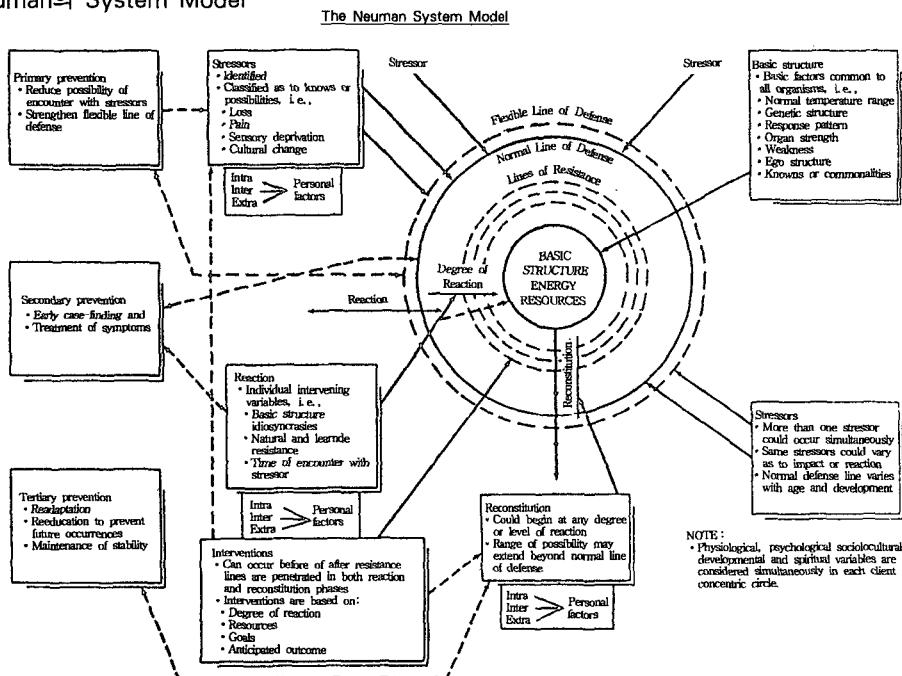 uman의 System Model
The Neuman System Model
Primary prevention
• Reduce possibility of
encounter with stressors
• Strengthen flexible line of
defense
Stressors
• Identified
• Classified as to knows or
possibilities, i.e.,
• Loss
• Pain
• Sensory deprivation
• Cultural change
Intra
Inter
Extra
Personal
factors
Stressor
Stressor
Flexible Line of Defense
Normal Line of Defense
Lines of Resistance
BASIC
STRUCTURE
ENERGY
RESOURCES
Degree of
Reaction
Reaction
Reconstitution
Basic structure
• Basic factors common to
all organisms, i.e.,
• Normal temperature range
• Genetic structure
• Response pattern
• Organ strength
• Weakness
• Ego structure
• Knowns or commonalities
Secondary prevention
• Early case-finding and
• Treatment of symptoms
Reaction
• Individual intervening
variables, i.e.,
• Basic structure
idiosyncrasies
• Natural and learnde
resistance
• Time of encounter with
stressor
Intra
Inter
Extra
Personal
factors
Stressors
• More than one stressor
could occur simultaneously
• Same stressors could vary
as to impact or reaction
• Normal defense line varies
with age and development
Tertiary prevention
• Readaptation
• Reeducation to prevent
future occurrences
• Maintenance of stability
Interventions
• Can occur before of after resistance
lines are penetrated in both reaction
and reconstitution phases
• Interventions are based on:
• Degree of reaction
• Resources
• Goals
• Anticipated outcome
Reconstitution
• Could begin at any degree
or level of reaction
• Range of possibility may
extend beyond normal line
of defense
Intra
Inter
Extra
Personal
factors
NOTE :
• Physiological, psychological sociolocultural
developmental and spiritual variables are
considered simultaneously in each client
concentric circle.